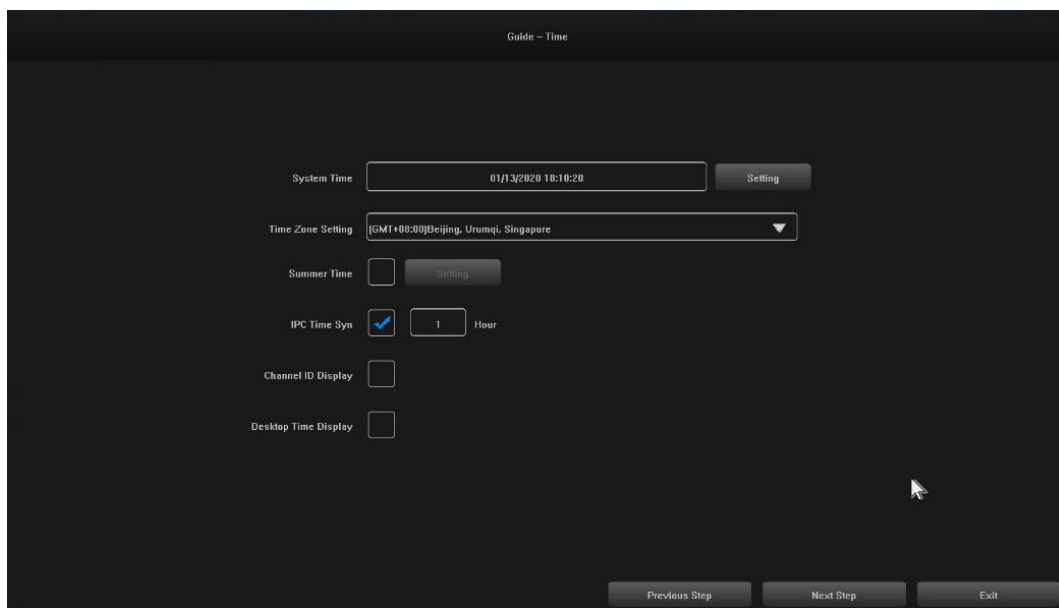 Guide – Time
System Time 01/13/2020 18:10:20 Setting
Time Zone Setting [GMT+08:00]Beijing, Urumqi, Singapore
Summer Time Setting
IPC Time Syn 1 Hour
Channel ID Display
Desktop Time Display
Previous Step Next Step Exit